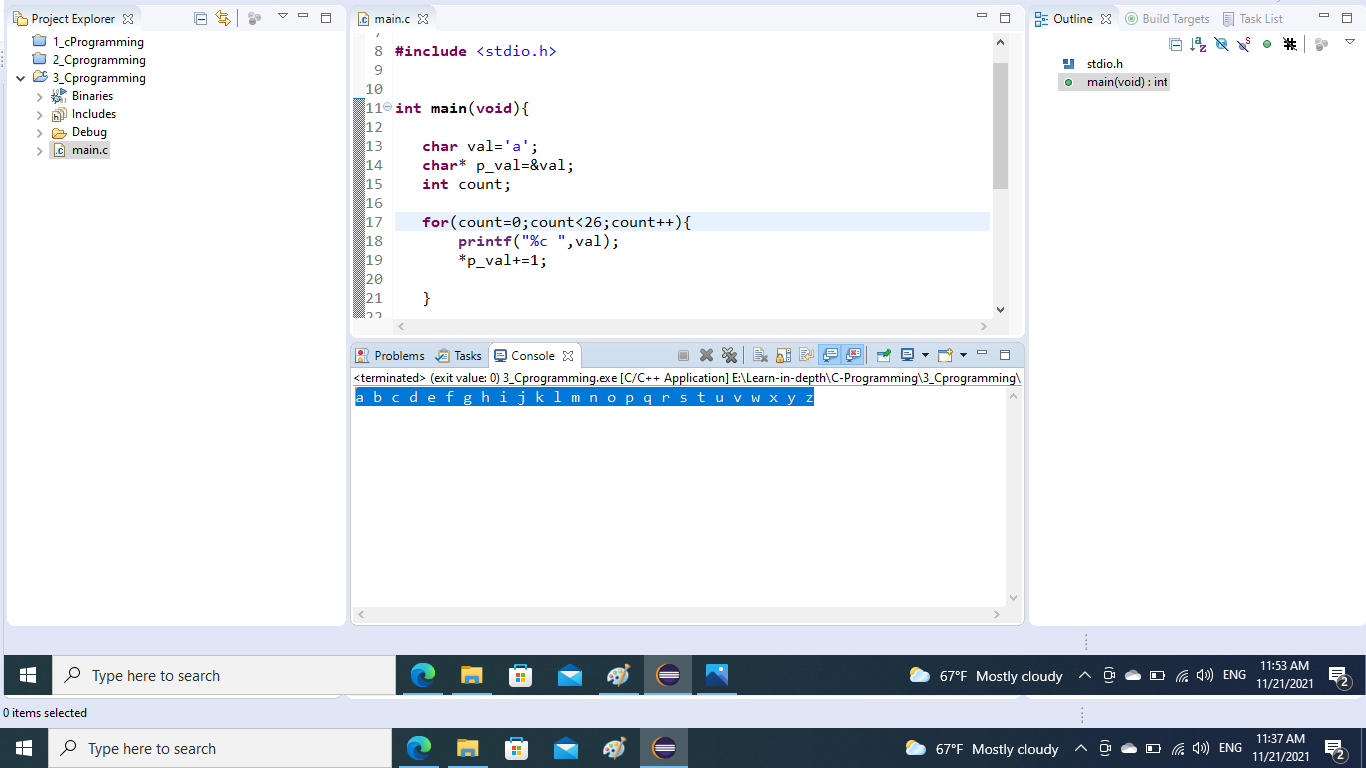 Project Explorer
1_cProgramming
2_Cprogramming
3_Cprogramming
Binaries
Includes
Debug
main.c
main.c
8 #include <stdio.h>
9
10
11 int main(void){
12
13 char val='a';
14 char* p_val=&val;
15 int count;
16
17 for(count=0;count<26;count++){
18 printf("%c ",val);
19 *p_val+=1;
20
21 }
22
Problems Tasks Console
<terminated> (exit value: 0) 3_Cprogramming.exe [C/C++ Application] E:\Learn-in-depth\C-Programming\3_Cprogramming\
a b c d e f g h i j k l m n o p q r s t u v w x y z
Outline Build Targets Task List
stdio.h
main(void) : int
Type here to search
67°F Mostly cloudy
ENG
11:53 AM
11/21/2021
2
0 items selected
Type here to search
67°F Mostly cloudy
ENG
11:37 AM
11/21/2021
2